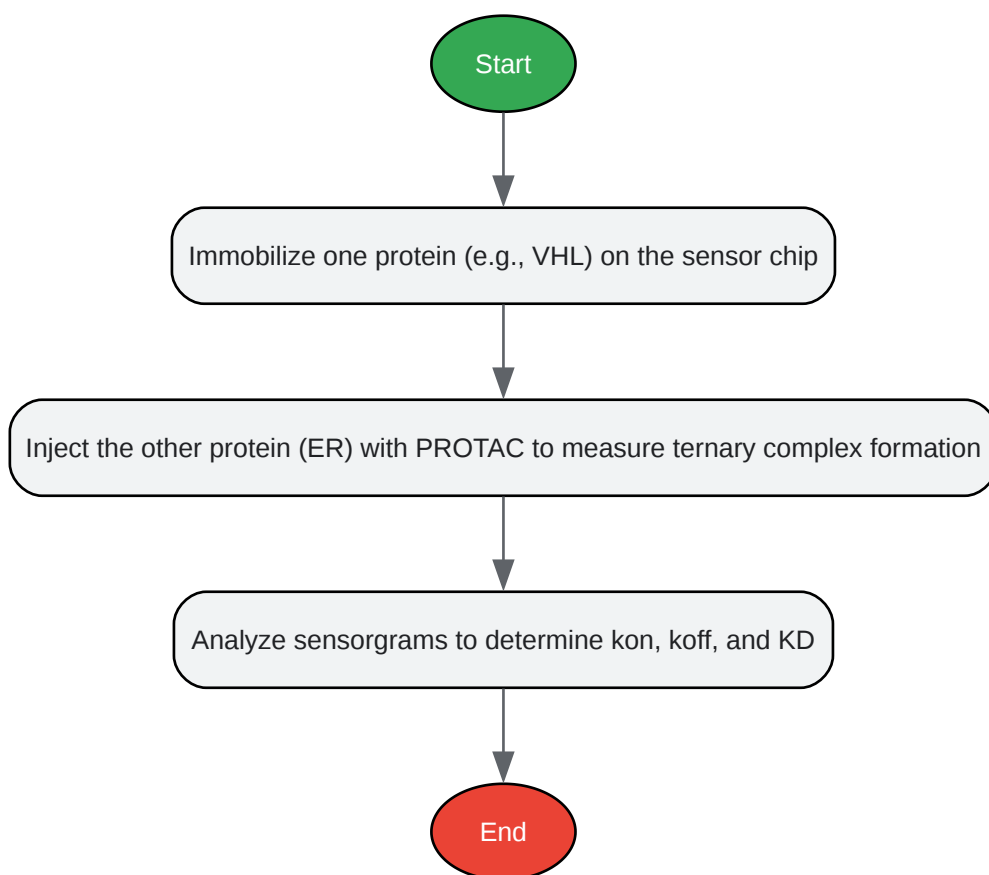 Start
Immobilize one protein (e.g., VHL) on the sensor chip
Inject the other protein (ER) with PROTAC to measure ternary complex formation
Analyze sensorgrams to determine kon, koff, and KD
End